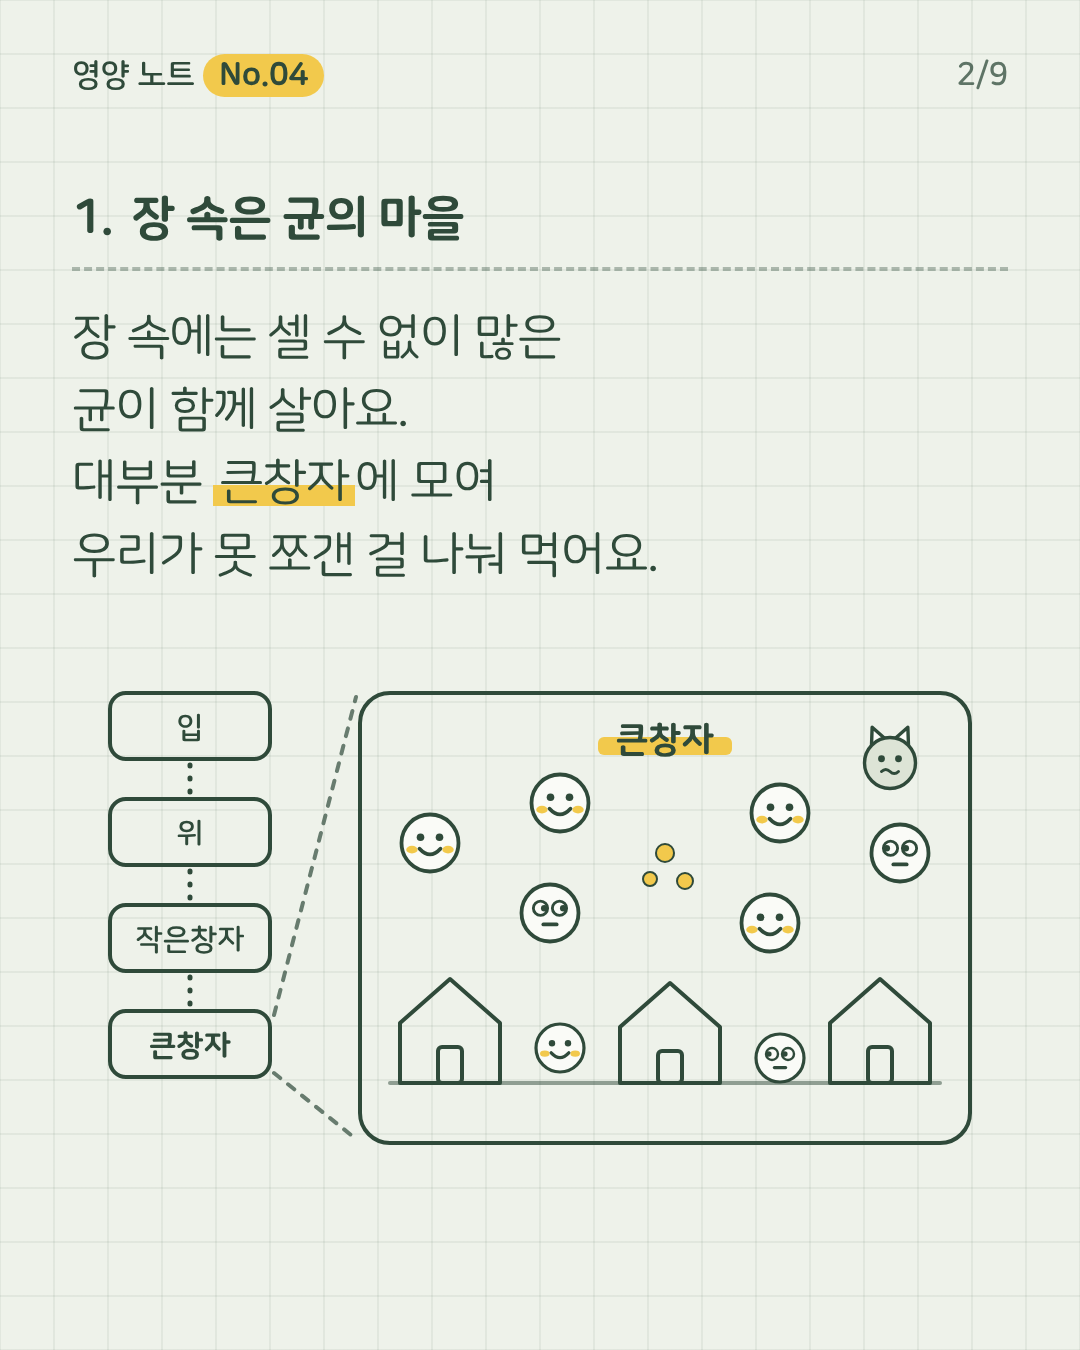 영양 노트 No.04
2/9
1. 장 속은 균의 마을
장 속에는 셀 수 없이 많은
균이 함께 살아요.
대부분 큰창자에 모여
우리가 못 쪼갠 걸 나눠 먹어요.
입
위
작은창자
큰창자
큰창자